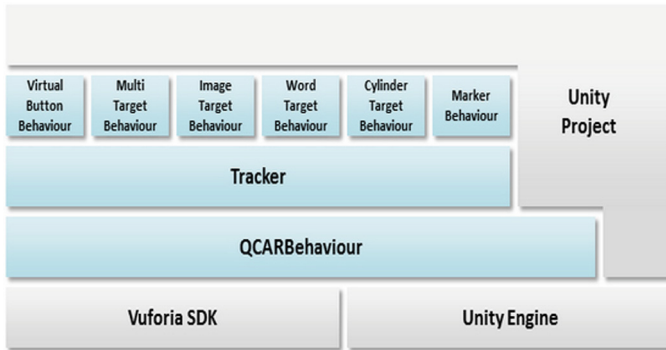 Virtual
Button
Behaviour
Multi
Target
Behaviour
Image
Target
Behaviour
Word
Target
Behaviour
Cylinder
Target
Behaviour
Marker
Behaviour
Unity
Project
Tracker
QCARBehaviour
Vuforia SDK
Unity Engine